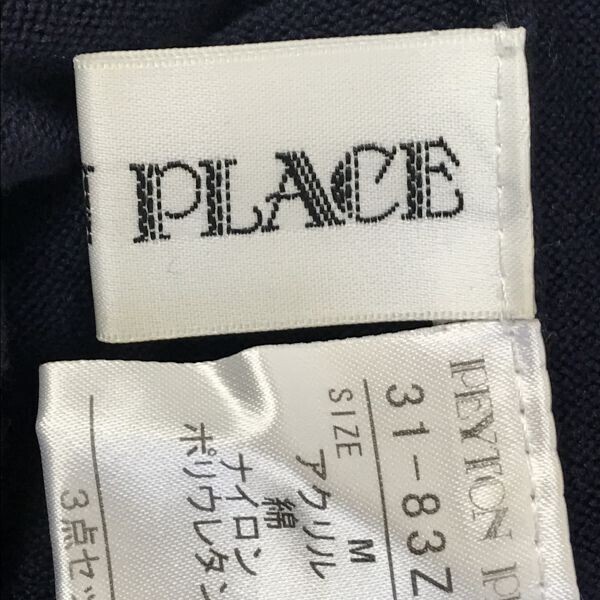 PLACE
PEYTON
31-83Z
SIZE M
アクリル
綿
ナイロン
ポリウレタン
3点セッ